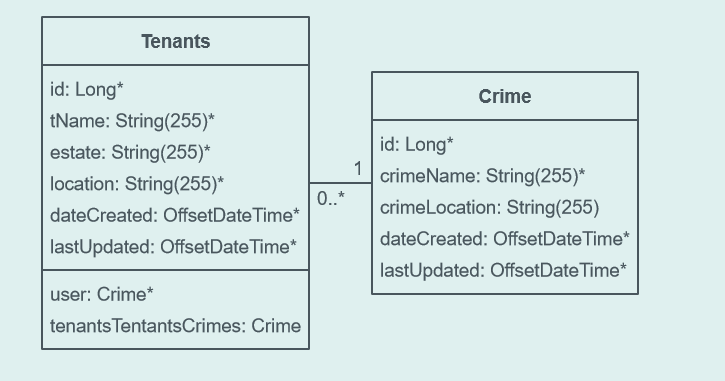 Tenants
id: Long*
tName: String(255)*
estate: String(255)*
location: String(255)*
dateCreated: OffsetDateTime*
lastUpdated: OffsetDateTime*
user: Crime*
tenantsTentantsCrimes: Crime
1
0..*
Crime
id: Long*
crimeName: String(255)*
crimeLocation: String(255)
dateCreated: OffsetDateTime*
lastUpdated: OffsetDateTime*